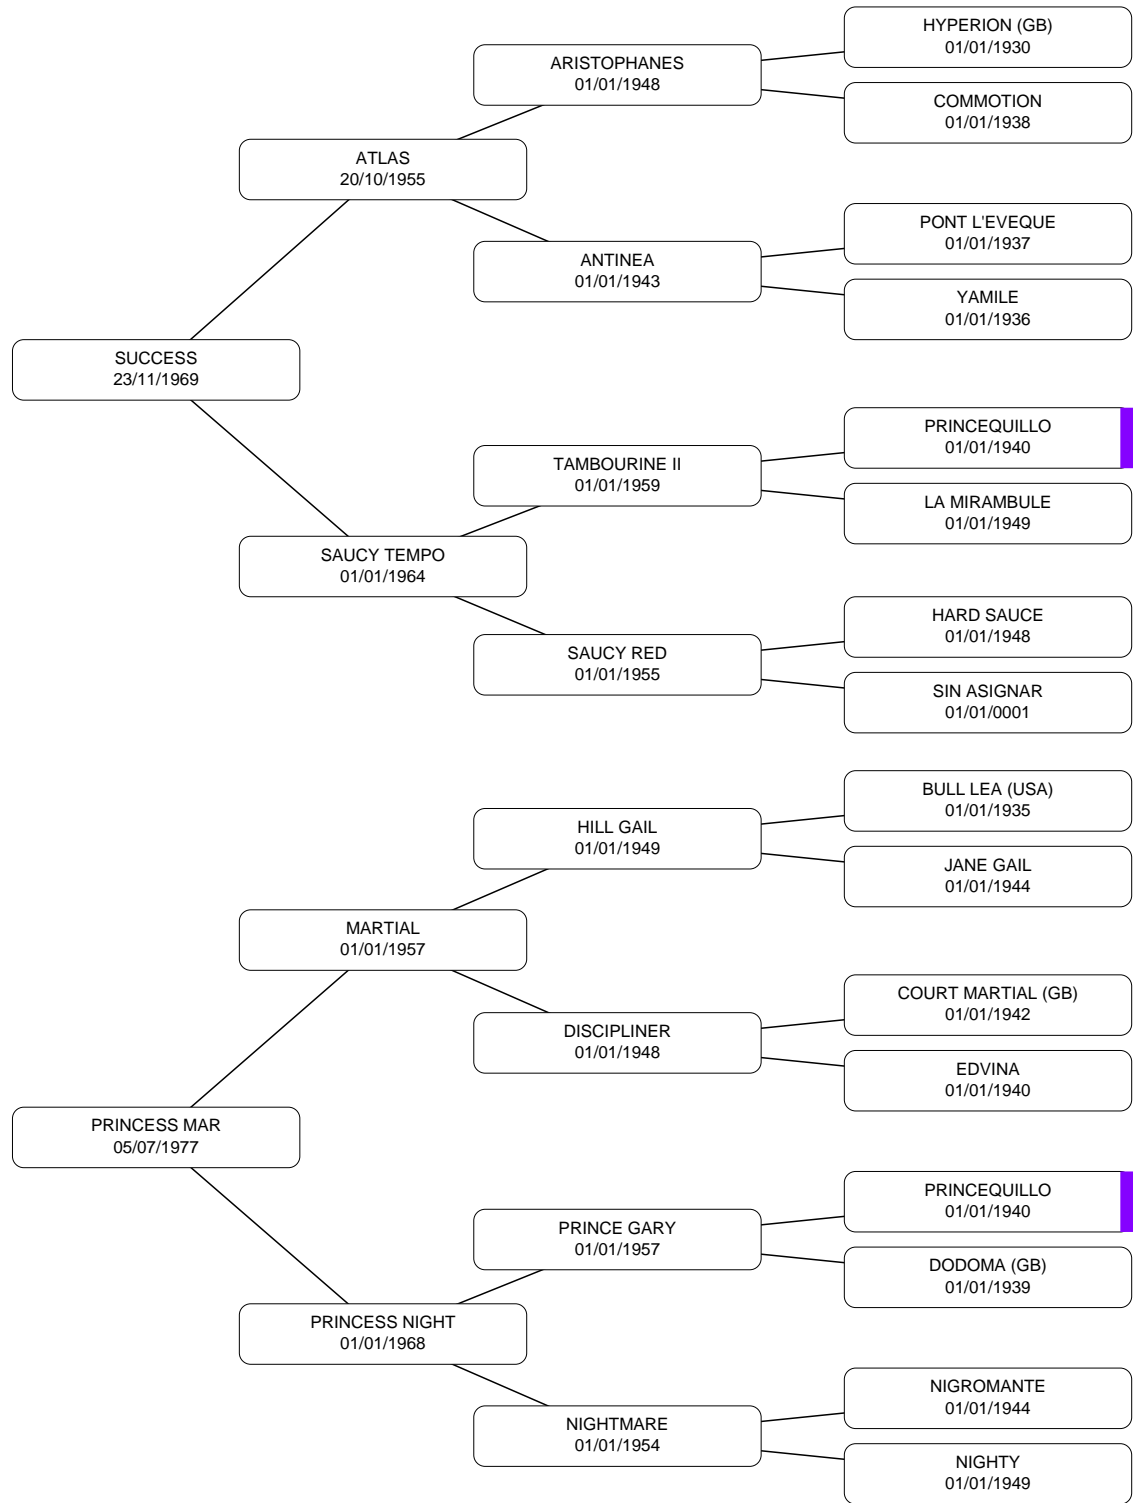 HYPERION (GB)
01/01/1930
ARISTOPHANES
01/01/1948
COMMOTION
01/01/1938
ATLAS
20/10/1955
PONT L'EVEQUE
01/01/1937
ANTINEA
01/01/1943
YAMILE
01/01/1936
SUCCESS
23/11/1969
PRINCEQUILLO
01/01/1940
TAMBOURINE II
01/01/1959
LA MIRAMBULE
01/01/1949
SAUCY TEMPO
01/01/1964
HARD SAUCE
01/01/1948
SAUCY RED
01/01/1955
SIN ASIGNAR
01/01/0001
BULL LEA (USA)
01/01/1935
HILL GAIL
01/01/1949
JANE GAIL
01/01/1944
MARTIAL
01/01/1957
COURT MARTIAL (GB)
01/01/1942
DISCIPLINER
01/01/1948
EDVINA
01/01/1940
PRINCESS MAR
05/07/1977
PRINCEQUILLO
01/01/1940
PRINCE GARY
01/01/1957
DODOMA (GB)
01/01/1939
PRINCESS NIGHT
01/01/1968
NIGROMANTE
01/01/1944
NIGHTMARE
01/01/1954
NIGHTY
01/01/1949